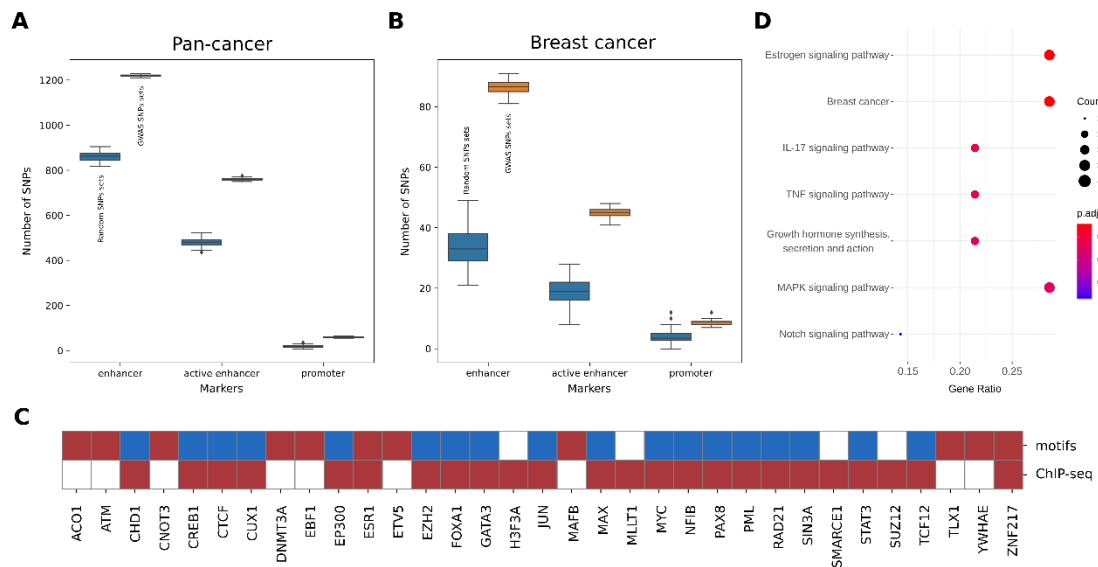 A
Pan-cancer
Number of SNPs
1200
1000
800
600
400
200
0
Random SNPs sets
GWAS SNPs sets
enhancer
active enhancer
promoter
Markers
B
Breast cancer
Number of SNPs
80
60
40
20
0
Random SNPs sets
GWAS SNPs sets
enhancer
active enhancer
promoter
Markers
D
Estrogen signaling pathway
Breast cancer
IL-17 signaling pathway
TNF signaling pathway
Growth hormone synthesis,
secretion and action
MAPK signaling pathway
Notch signaling pathway
0.15
0.20
0.25
Gene Ratio
Coun
p.adj
C
motifs
ChIP-seq
ACO1
ATM
CHD1
CNOT3
CREB1
CTCF
CUX1
DNMT3A
EBF1
EP300
ESR1
ETV5
EZH2
FOXA1
GATA3
H3F3A
JUN
MAFB
MAX
MLLT1
MYC
NFIB
PAX8
PML
RAD21
SIN3A
SMARCE1
STAT3
SUZ12
TCF12
TLX1
YWHAE
ZNF217